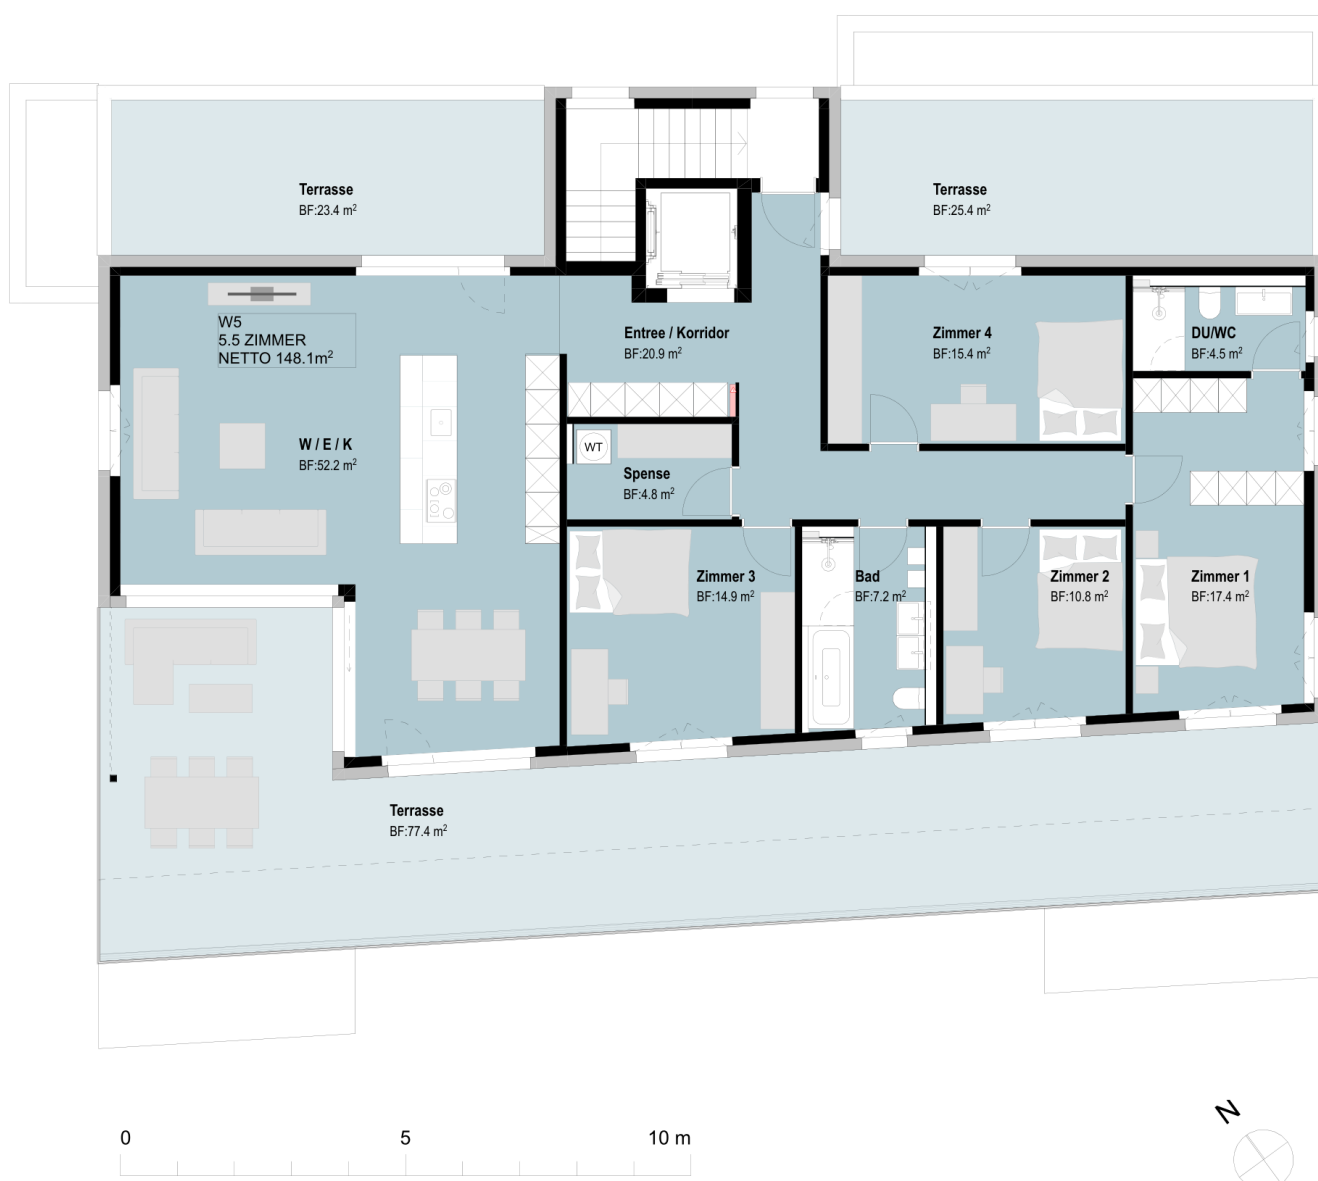 Terrasse
BF:23.4 m²
Terrasse
BF:25.4 m²
W5
5.5 ZIMMER
NETTO 148.1m²
Entree / Korridor
BF:20.9 m²
Zimmer 4
BF:15.4 m²
DU/WC
BF:4.5 m²
W / E / K
BF:52.2 m²
WT
Spense
BF:4.8 m²
Zimmer 3
BF:14.9 m²
Bad
BF:7.2 m²
Zimmer 2
BF:10.8 m²
Zimmer 1
BF:17.4 m²
Terrasse
BF:77.4 m²
0 5 10 m
N